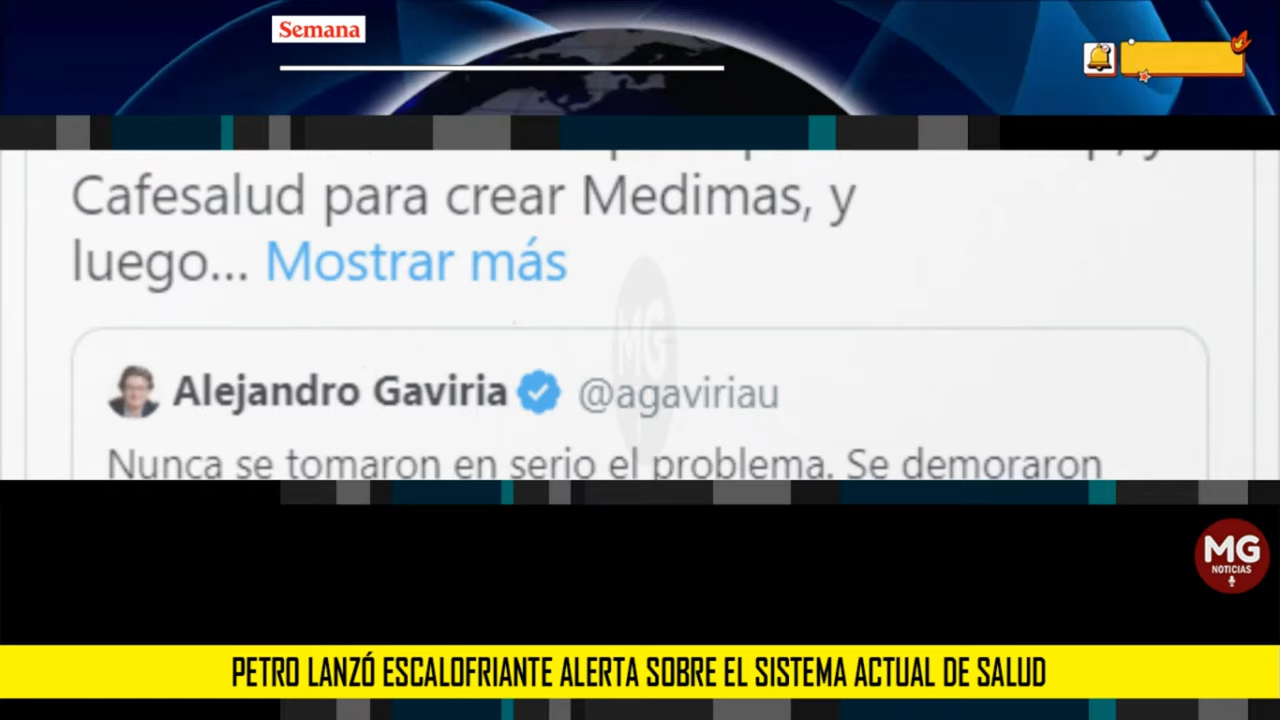 Semana
Cafesalud para crear Medimas, y
luego... Mostrar más
MG
Alejandro Gaviria @agaviriau
Nunca se tomaron en serio el problema. Se demoraron
MG
NOTICIAS
PETRO LANZÓ ESCALOFRIANTE ALERTA SOBRE EL SISTEMA ACTUAL DE SALUD